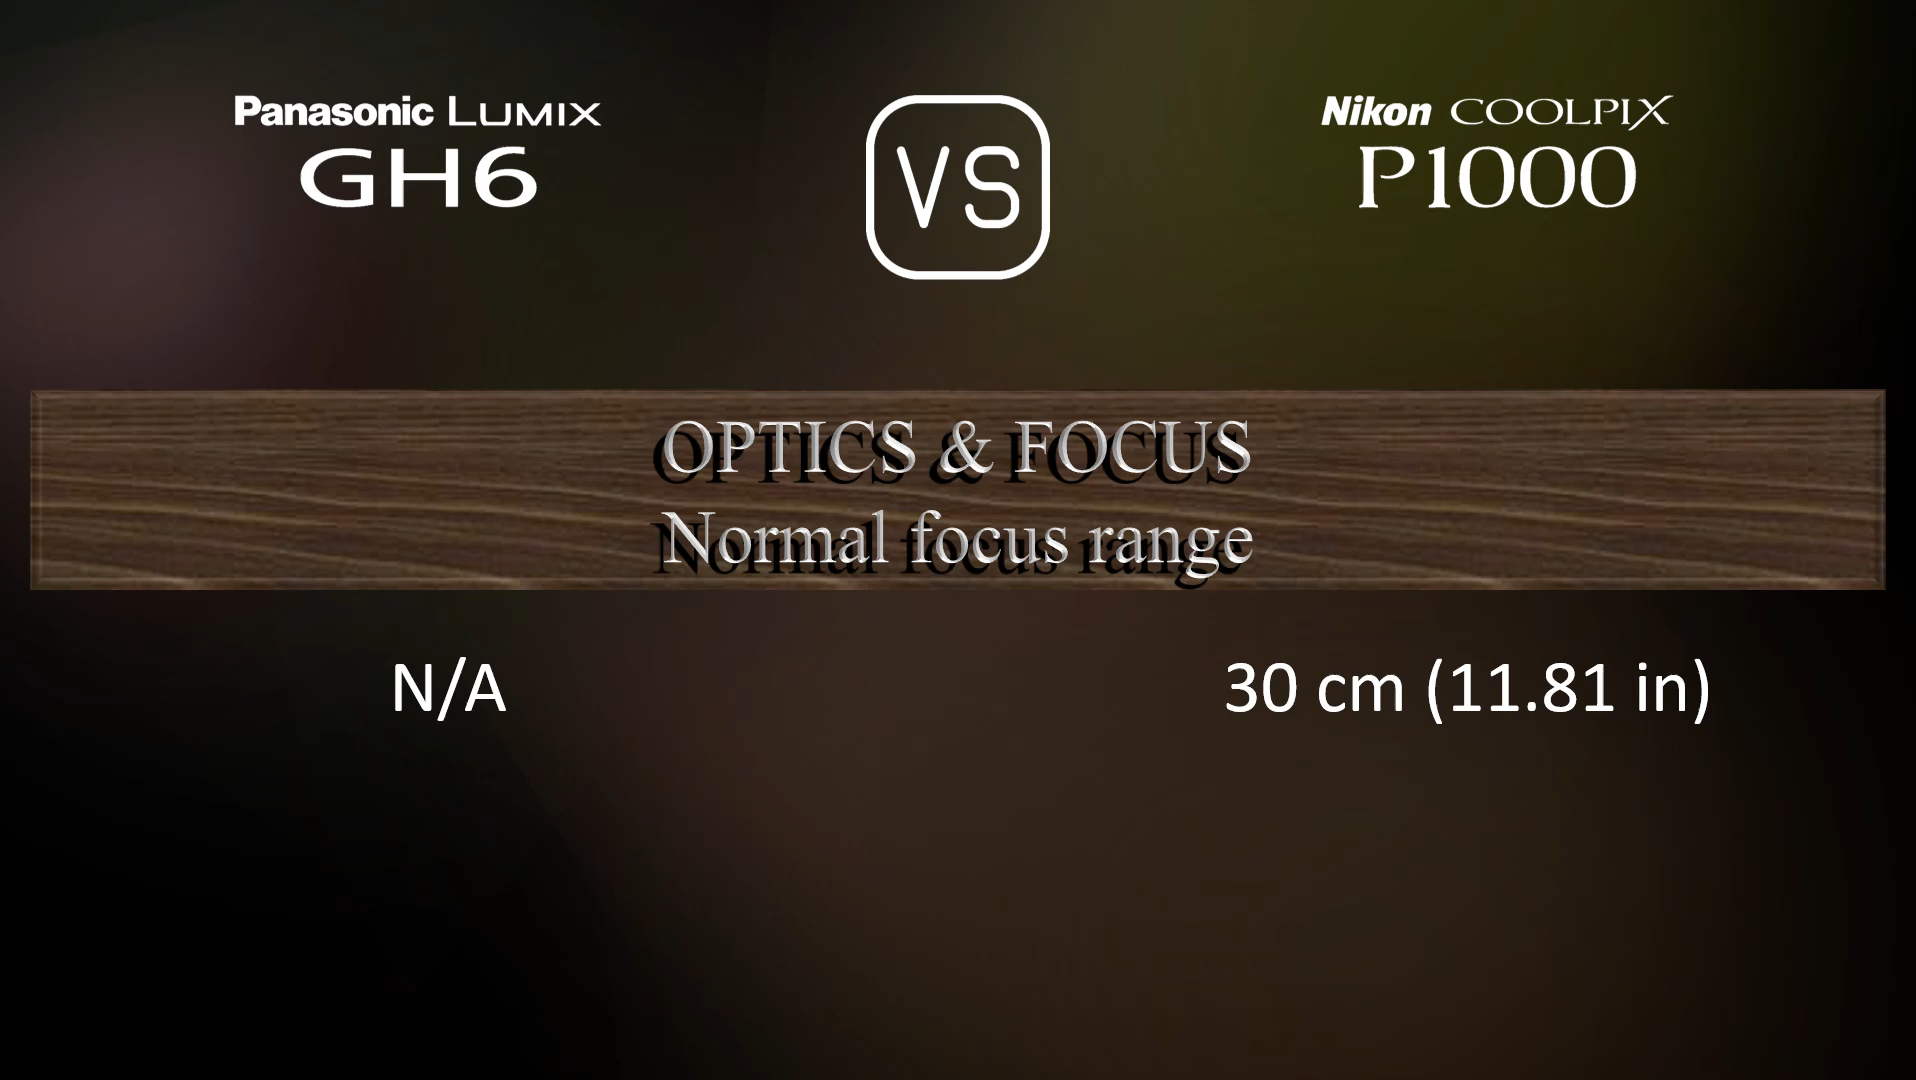 Panasonic LUMIX
GH6
VS
Nikon COOLPIX
P1000
OPTICS & FOCUS
Normal focus range
N/A
30 cm (11.81 in)